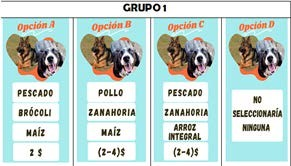 GRUPO 1
Opción A
PESCADO
BRÓCOLI
MAÍZ
2 $
Opción B
POLLO
ZANAHORIA
MAÍZ
(2-4)$
Opción C
PESCADO
ZANAHORIA
ARROZ
INTEGRAL
(2-4)$
Opción D
NO
SELECCIONARÍA
NINGUNA